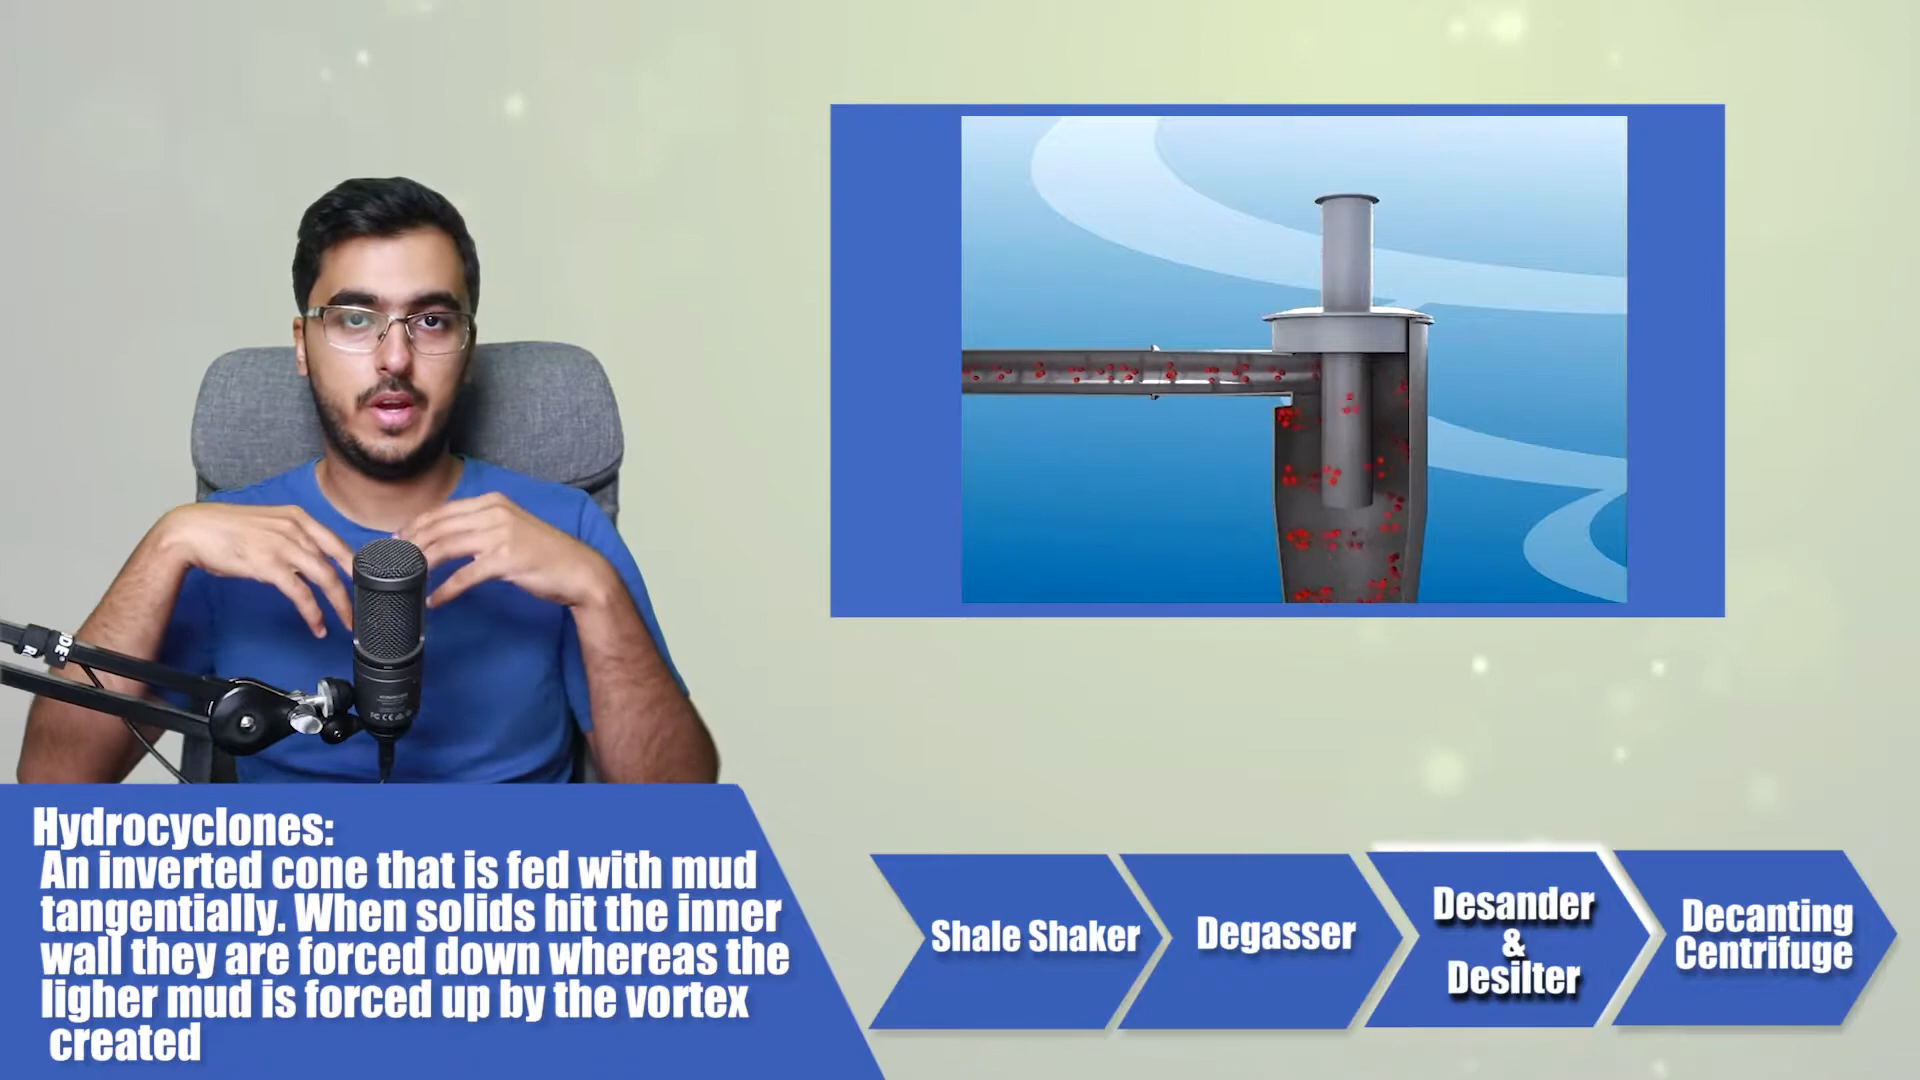 Hydrocyclones:
An inverted cone that is fed with mud
tangentially. When solids hit the inner
wall they are forced down whereas the
ligher mud is forced up by the vortex
created
Shale Shaker
Degasser
Desander
&
Desilter
Decanting
Centrifuge